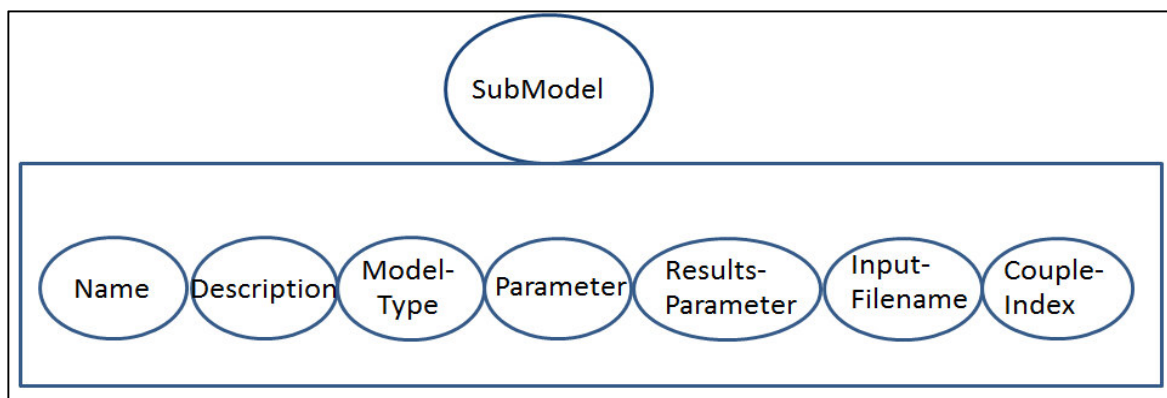 SubModel
Name
Description
Model-
Type
Parameter
Results-
Parameter
Input-
Filename
Couple-
Index